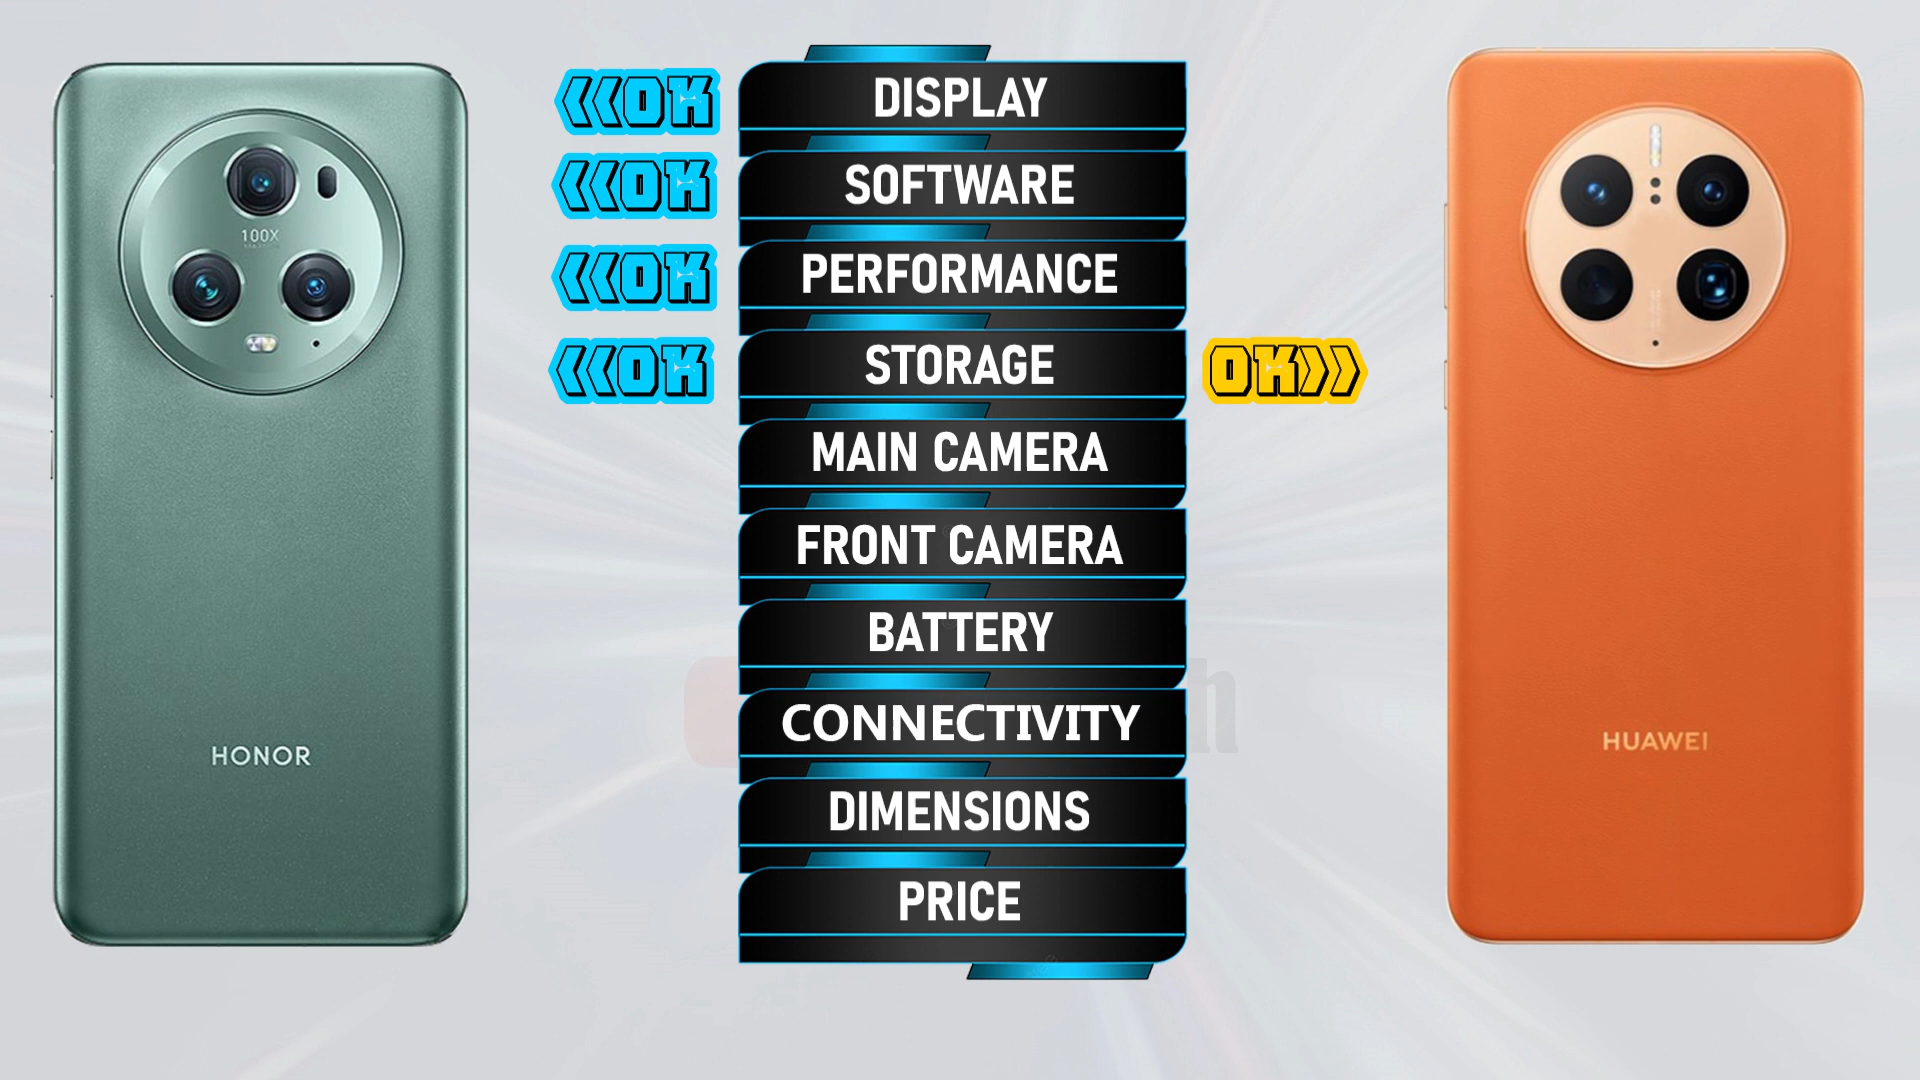 <<OK DISPLAY
<<OK SOFTWARE
<<OK PERFORMANCE
<<OK STORAGE OK>>
MAIN CAMERA
FRONT CAMERA
BATTERY
CONNECTIVITY
DIMENSIONS
PRICE
100X
HONOR
HUAWEI